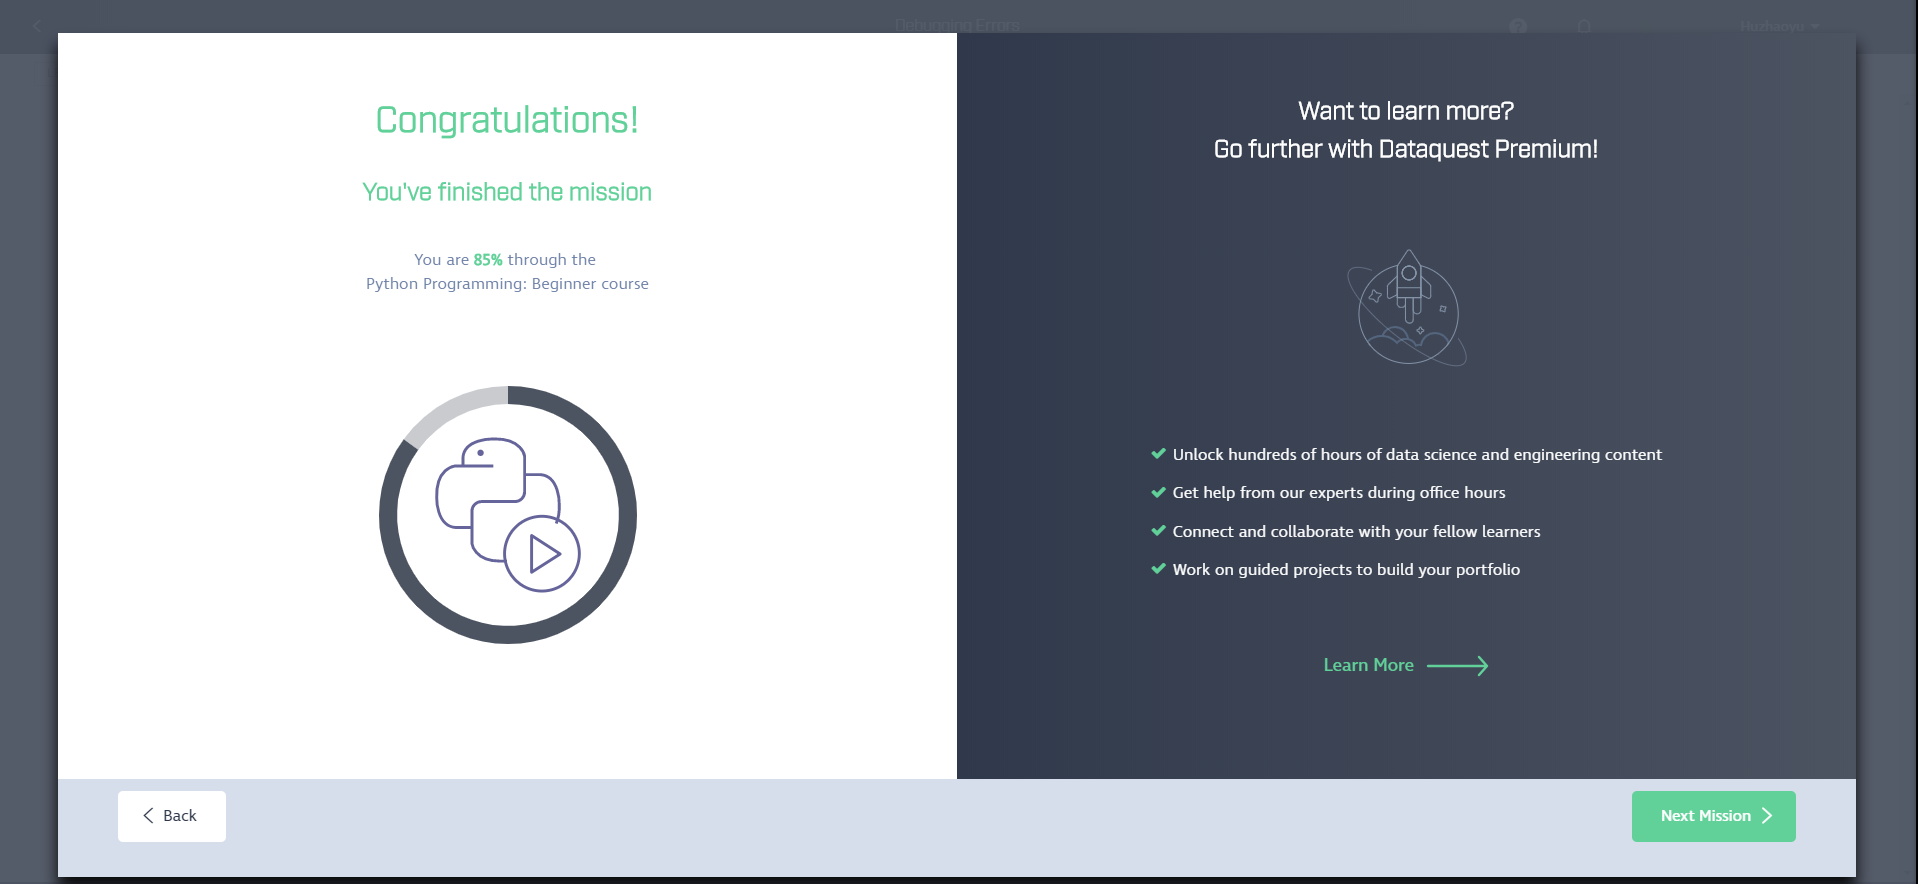 Debugging Errors
Congratulations!
You've finished the mission
You are 85% through the
Python Programming: Beginner course
Want to learn more?
Go further with Dataquest Premium!
Unlock hundreds of hours of data science and engineering content
Get help from our experts during office hours
Connect and collaborate with your fellow learners
Work on guided projects to build your portfolio
Learn More
Back
Next Mission